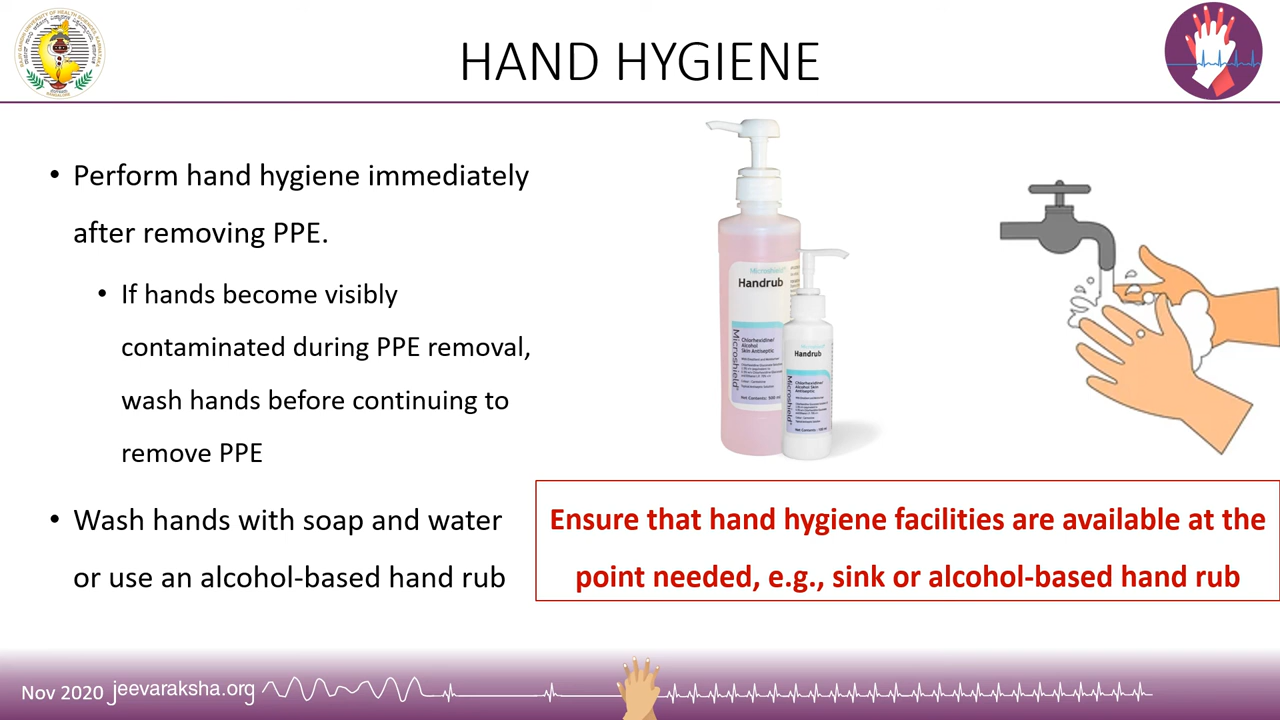 HAND HYGIENE
• Perform hand hygiene immediately
after removing PPE.
• If hands become visibly
contaminated during PPE removal,
wash hands before continuing to
remove PPE
• Wash hands with soap and water
or use an alcohol-based hand rub
Handrub
Microshield
Chlorhexidine/
Alcohol
Skin Antiseptic
Handrub
Microshield
Chlorhexidine/
Alcohol Skin
Antiseptic
Ensure that hand hygiene facilities are available at the
point needed, e.g., sink or alcohol-based hand rub
Nov 2020 jeevaraksha.org